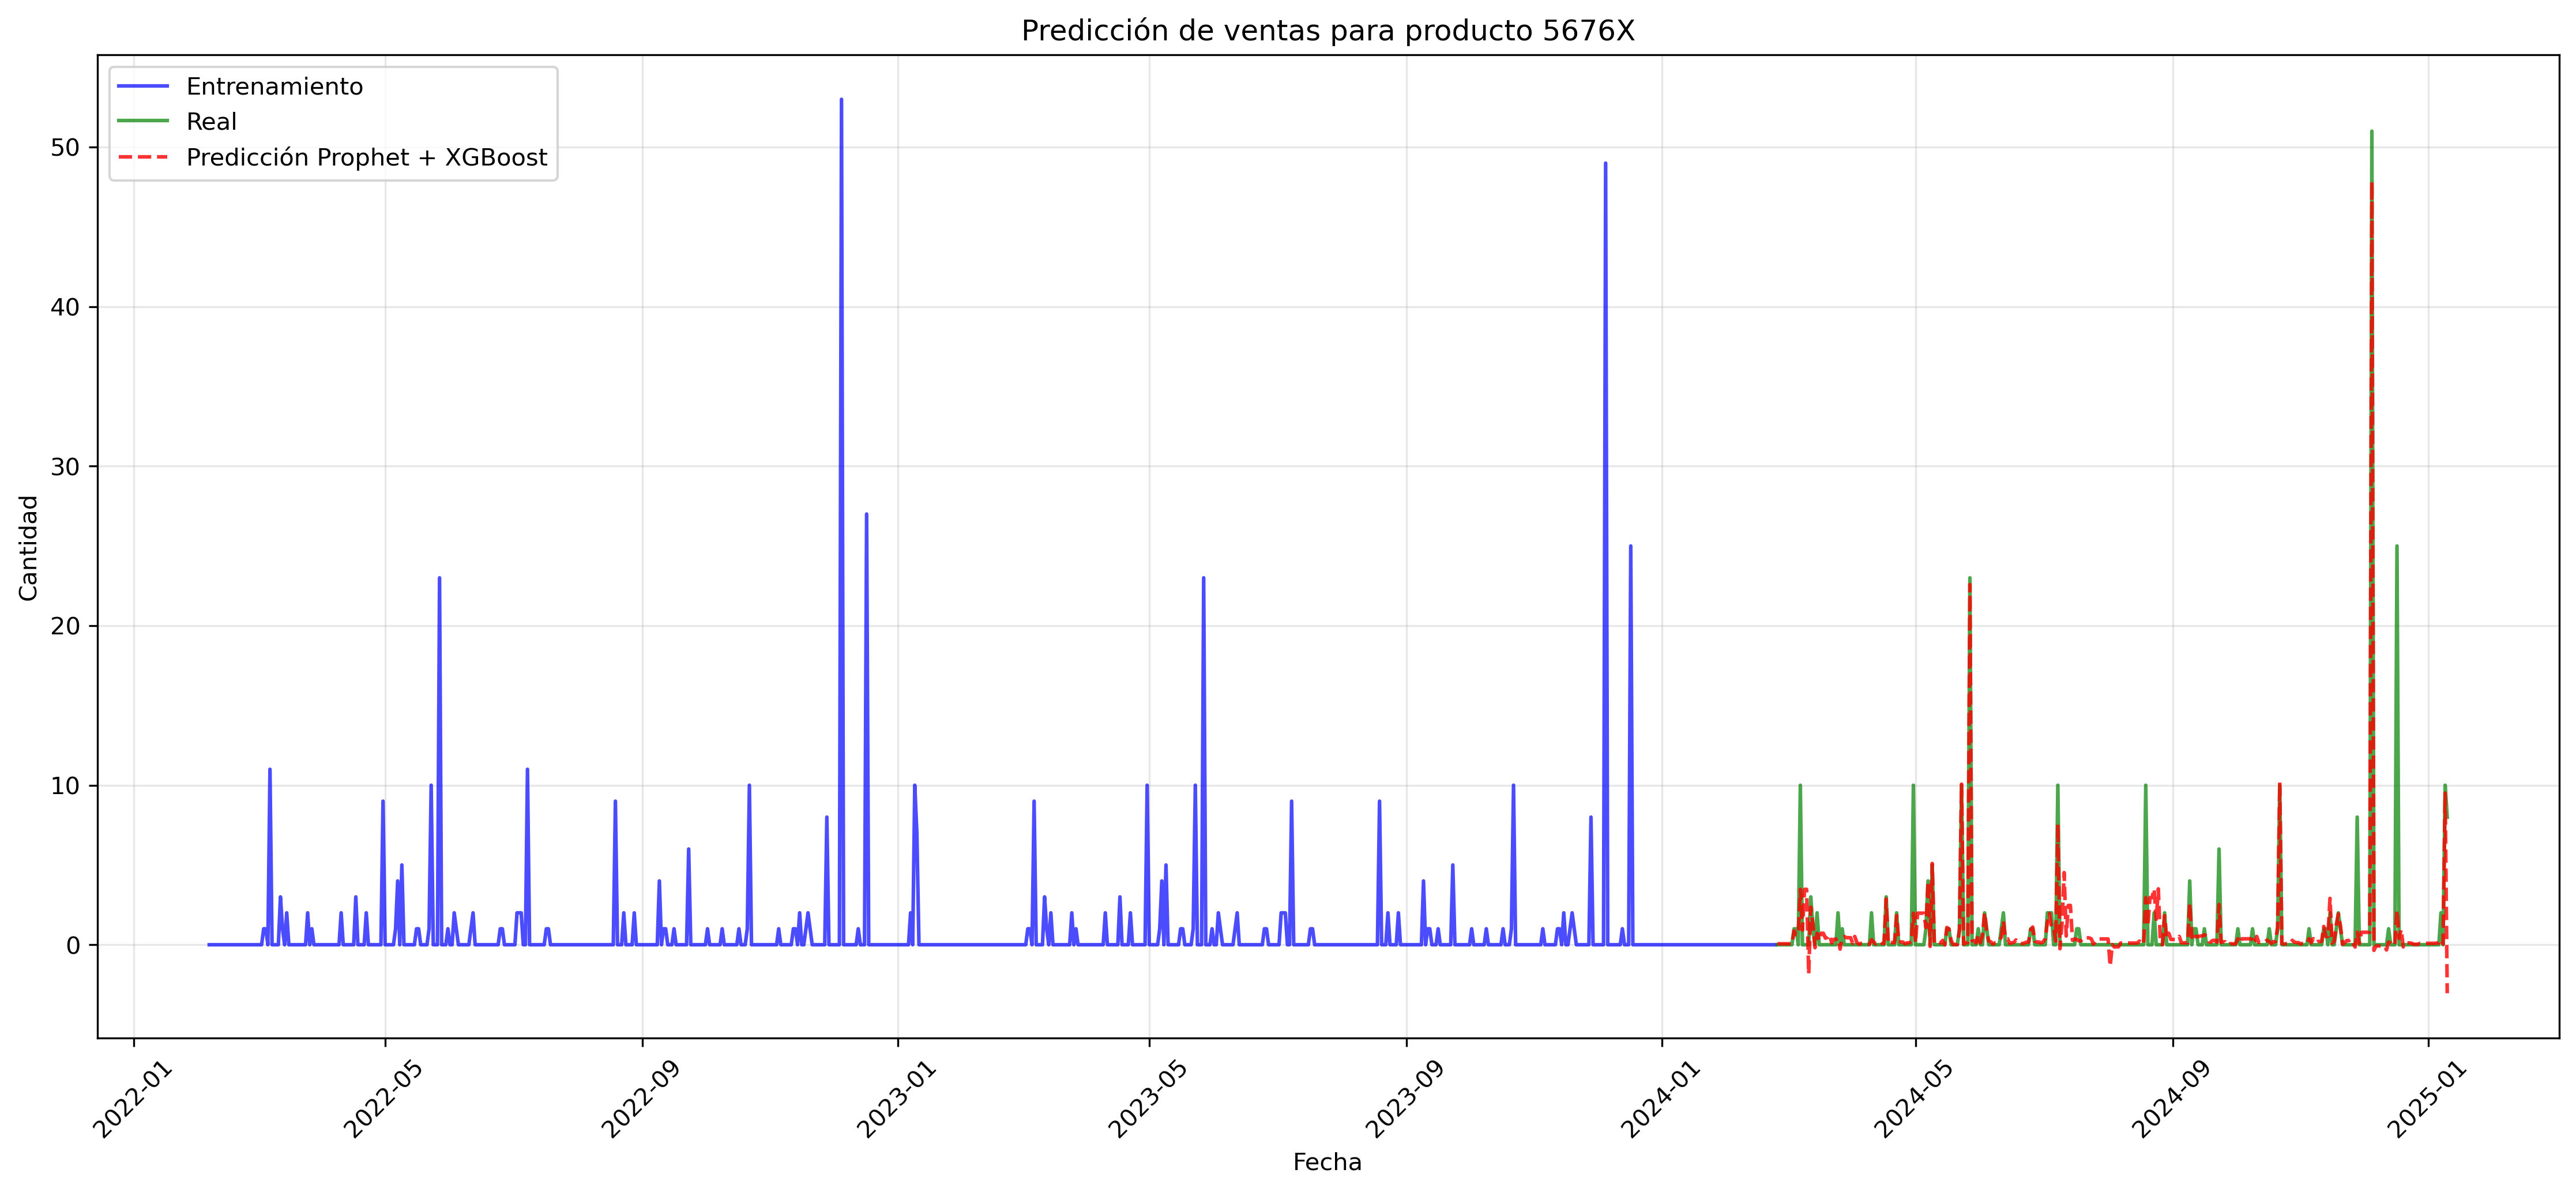 Predicción de ventas para producto 5676X
Entrenamiento
Real
Predicción Prophet + XGBoost
50
40
30
20
10
0
Cantidad
2022-01
2022-05
2022-09
2023-01
2023-05
2023-09
2024-01
2024-05
2024-09
2025-01
Fecha